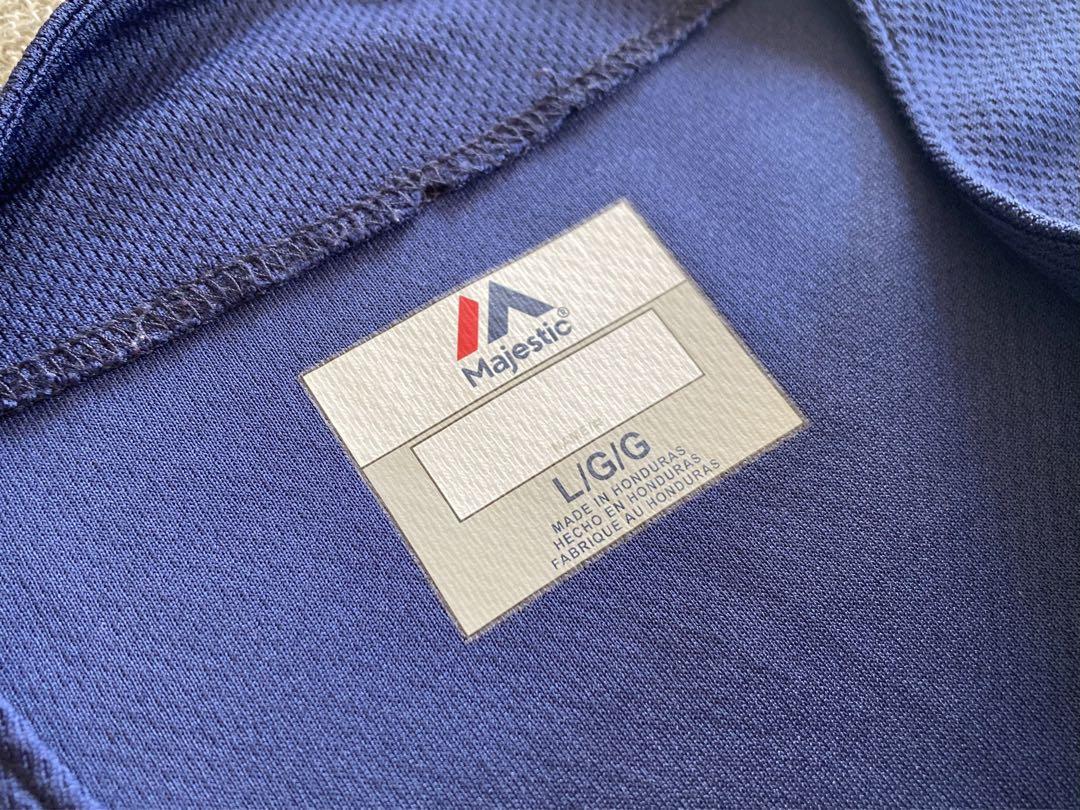 Majestic®
L/G/G
MADE IN HONDURAS
HECHO EN HONDURAS
FABRIQUE AU HONDURAS